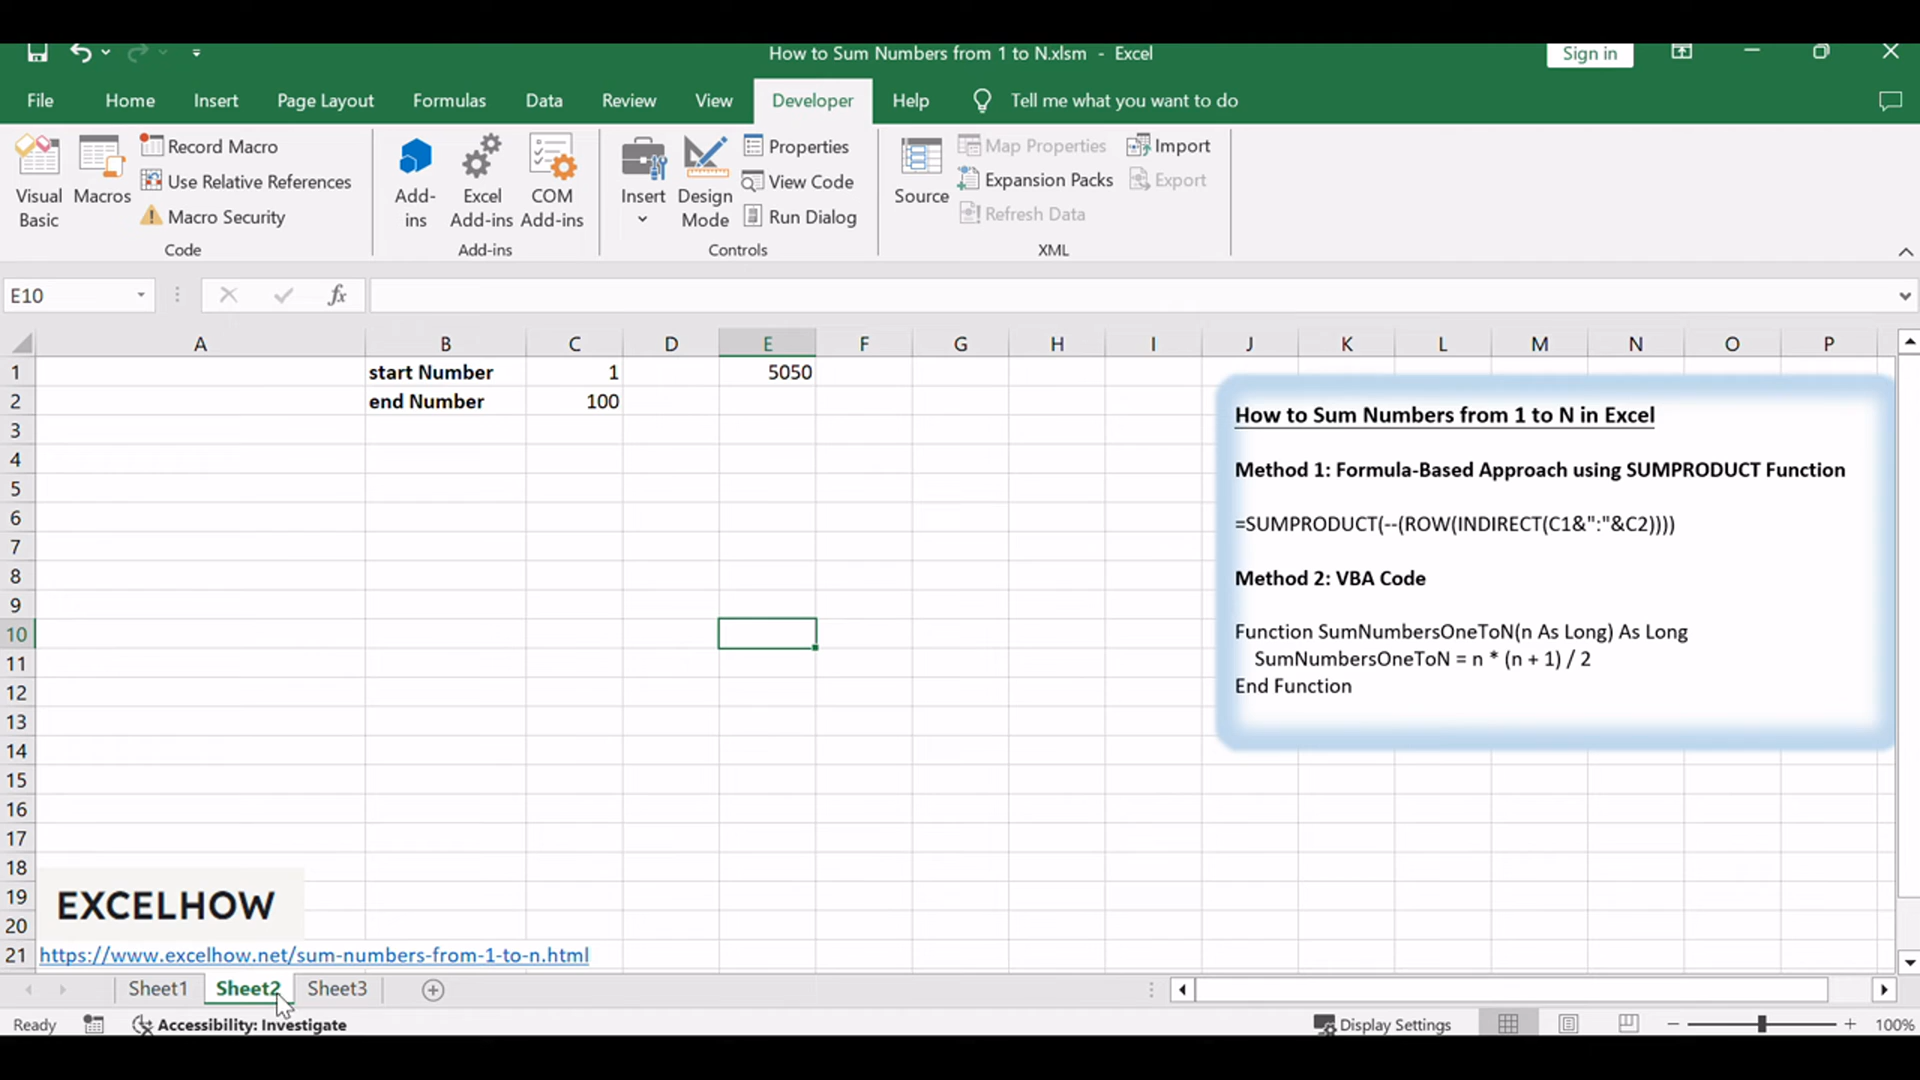 How to Sum Numbers from 1 to N.xlsm - Excel
Sign in
File Home Insert Page Layout Formulas Data Review View Developer Help Tell me what you want to do
Visual Basic
Macros
Record Macro
Use Relative References
Macro Security
Code
Add-ins
Excel Add-ins
COM Add-ins
Add-ins
Insert
Design Mode
Properties
View Code
Run Dialog
Controls
Source
Map Properties
Expansion Packs
Refresh Data
Import
Export
XML
E10
fx
A B C D E F G H I J K L M N O P
1 start Number 1 5050
2 end Number 100
3
4
5
6
7
8
9
10
11
12
13
14
15
16
17
18
19
20
21 https://www.excelhow.net/sum-numbers-from-1-to-n.html
EXCELHOW
How to Sum Numbers from 1 to N in Excel
Method 1: Formula-Based Approach using SUMPRODUCT Function
=SUMPRODUCT(--(ROW(INDIRECT(C1&":"&C2))))
Method 2: VBA Code
Function SumNumbersOneToN(n As Long) As Long
SumNumbersOneToN = n * (n + 1) / 2
End Function
Sheet1 Sheet2 Sheet3
Ready Accessibility: Investigate Display Settings 100%